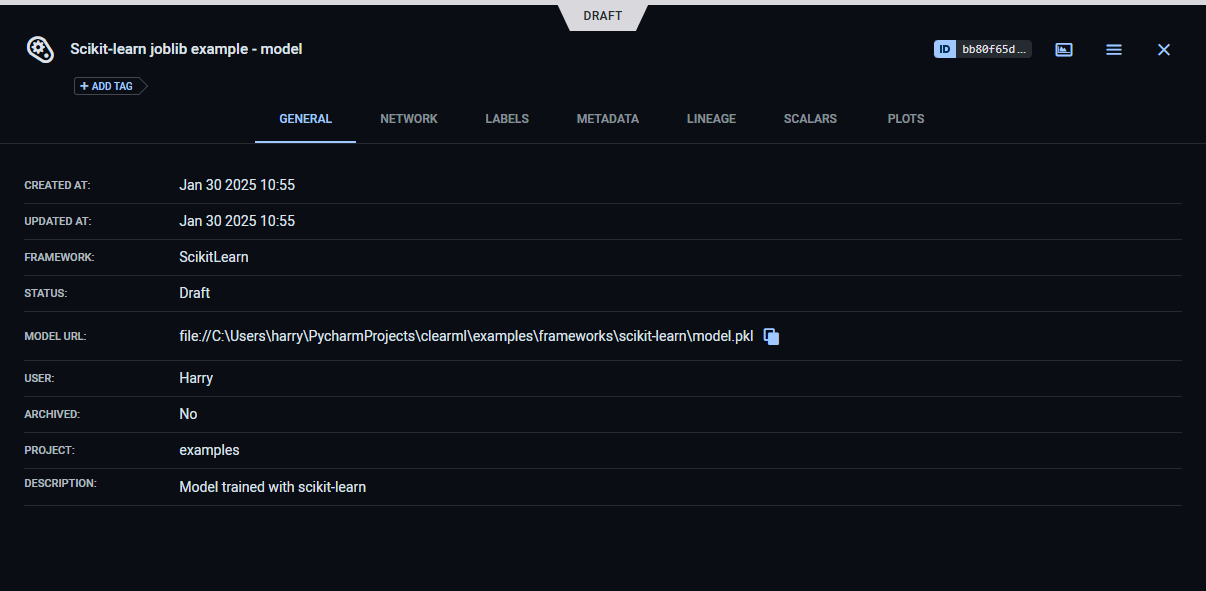 DRAFT
Scikit-learn joblib example - model
ID bb80f65d...
+ ADD TAG
GENERAL NETWORK LABELS METADATA LINEAGE SCALARS PLOTS
CREATED AT: Jan 30 2025 10:55
UPDATED AT: Jan 30 2025 10:55
FRAMEWORK: ScikitLearn
STATUS: Draft
MODEL URL: file://C:\Users\harry\PycharmProjects\clearml\examples\frameworks\scikit-learn\model.pkl
USER: Harry
ARCHIVED: No
PROJECT: examples
DESCRIPTION: Model trained with scikit-learn